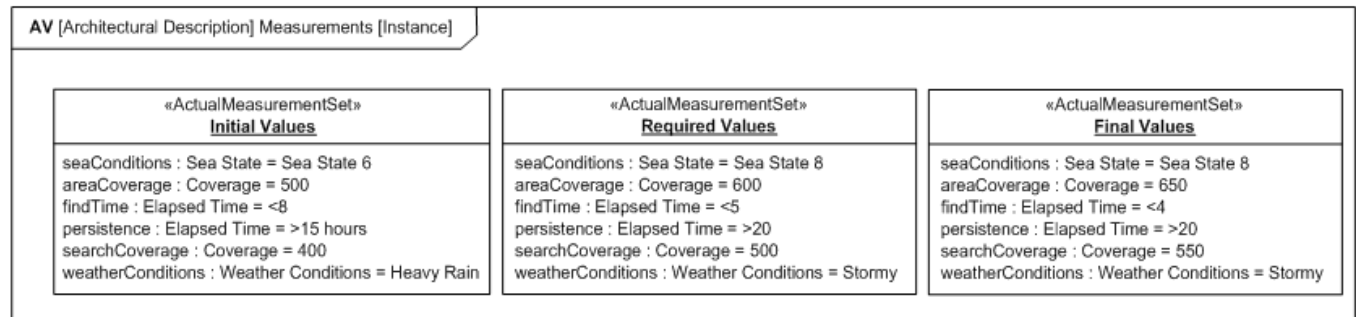 AV [Architectural Description] Measurements [Instance]
«ActualMeasurementSet»
Initial Values
seaConditions : Sea State = Sea State 6
areaCoverage : Coverage = 500
findTime : Elapsed Time = <8
persistence : Elapsed Time = >15 hours
searchCoverage : Coverage = 400
weatherConditions : Weather Conditions = Heavy Rain
«ActualMeasurementSet»
Required Values
seaConditions : Sea State = Sea State 8
areaCoverage : Coverage = 600
findTime : Elapsed Time = <5
persistence : Elapsed Time = >20
searchCoverage : Coverage = 500
weatherConditions : Weather Conditions = Stormy
«ActualMeasurementSet»
Final Values
seaConditions : Sea State = Sea State 8
areaCoverage : Coverage = 650
findTime : Elapsed Time = <4
persistence : Elapsed Time = >20
searchCoverage : Coverage = 550
weatherConditions : Weather Conditions = Stormy